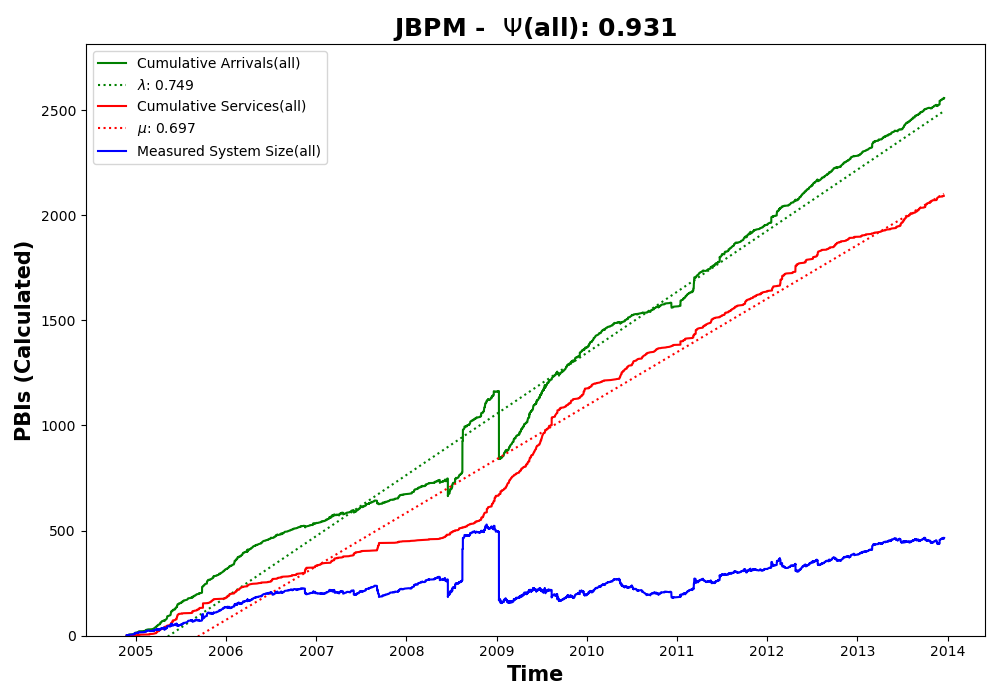 JBPM -  Ψ(all): 0.931
Cumulative Arrivals(all)
λ: 0.749
Cumulative Services(all)
μ: 0.697
Measured System Size(all)
PBIs (Calculated)
2500
2000
1500
1000
500
0
2005 2006 2007 2008 2009 2010 2011 2012 2013 2014
Time